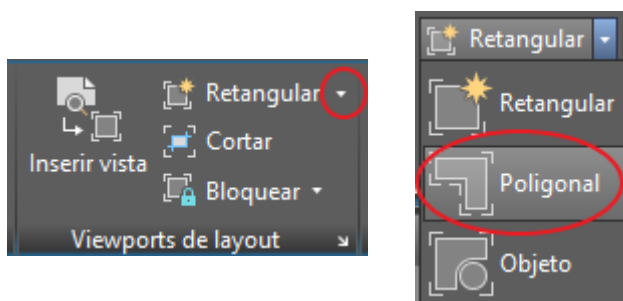 Inserir vista
Retangular
Cortar
Bloquear
Viewports de layout
Retangular
Retangular
Poligonal
Objeto